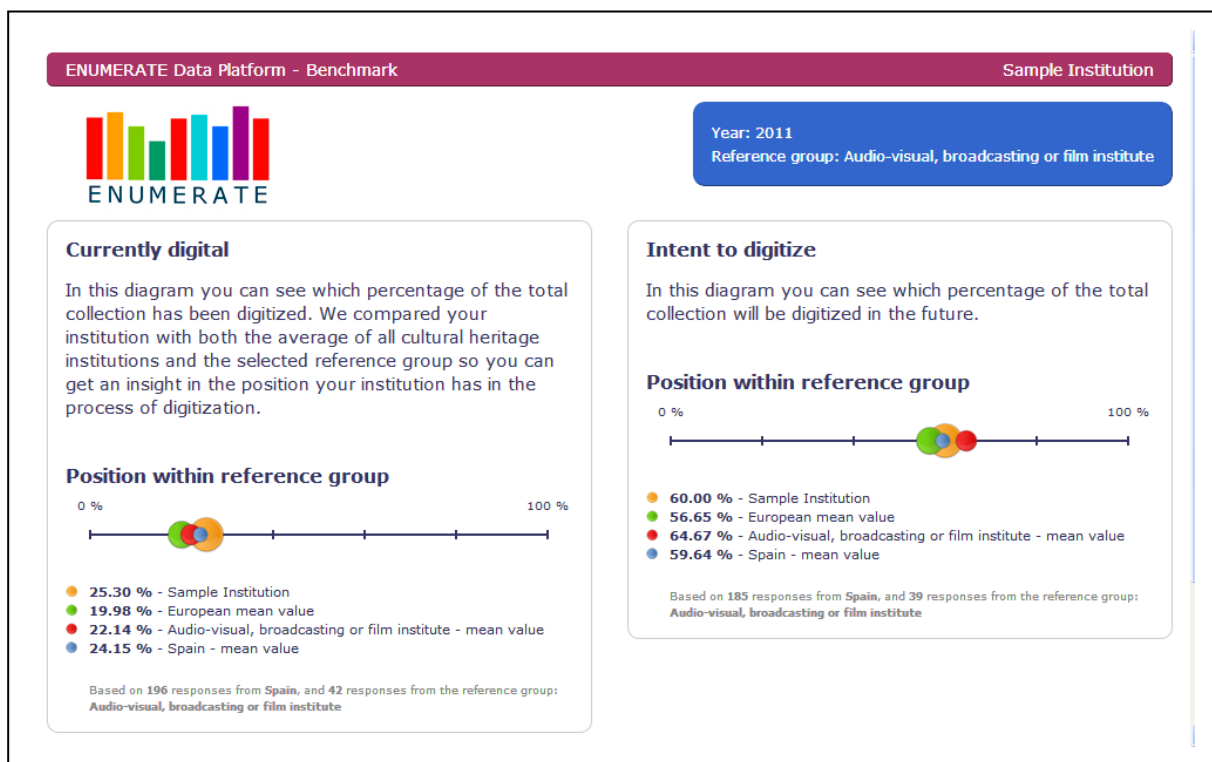 ENUMERATE Data Platform - Benchmark
Sample Institution
ENUMERATE
Year: 2011
Reference group: Audio-visual, broadcasting or film institute
Currently digital
In this diagram you can see which percentage of the total
collection has been digitized. We compared your
institution with both the average of all cultural heritage
institutions and the selected reference group so you can
get an insight in the position your institution has in the
process of digitization.
Position within reference group
0 %
100 %
25.30 % - Sample Institution
19.98 % - European mean value
22.14 % - Audio-visual, broadcasting or film institute - mean value
24.15 % - Spain - mean value
Based on 196 responses from Spain, and 42 responses from the reference group:
Audio-visual, broadcasting or film institute
Intent to digitize
In this diagram you can see which percentage of the total
collection will be digitized in the future.
Position within reference group
0 %
100 %
60.00 % - Sample Institution
56.65 % - European mean value
64.67 % - Audio-visual, broadcasting or film institute - mean value
59.64 % - Spain - mean value
Based on 185 responses from Spain, and 39 responses from the reference group:
Audio-visual, broadcasting or film institute